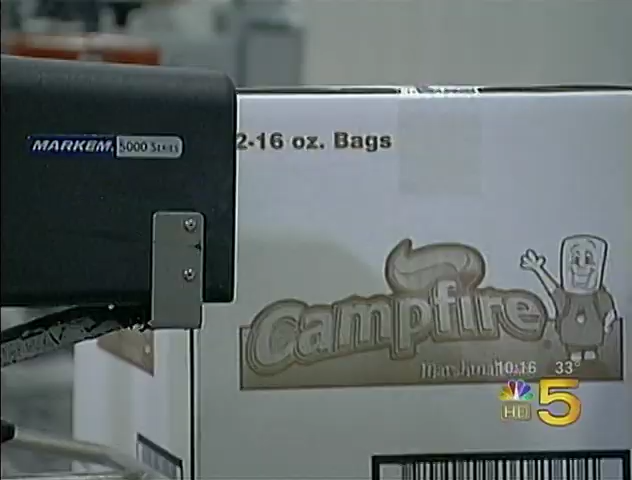 MARKEM 5000 SERIES
2-16 oz. Bags
Campfire
10:16 33°
HD 5